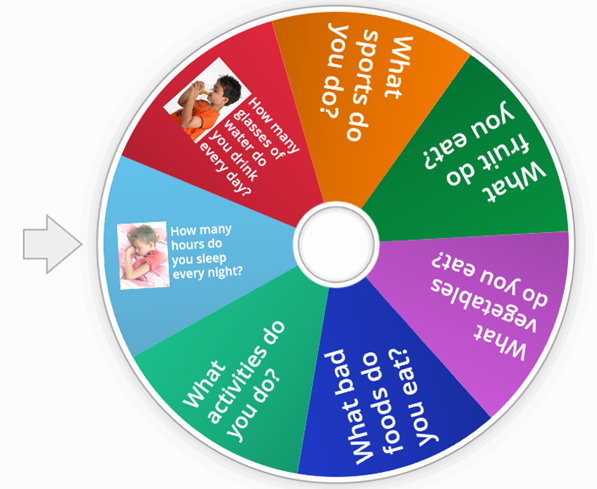 What
sports do
you do?
What
fruit do
you eat?
What
vegetables
do you eat?
What bad
foods do
you eat?
What
activities do
you do?
How many
hours do
you sleep
every night?
How many
glasses of
water do
you drink
every day?